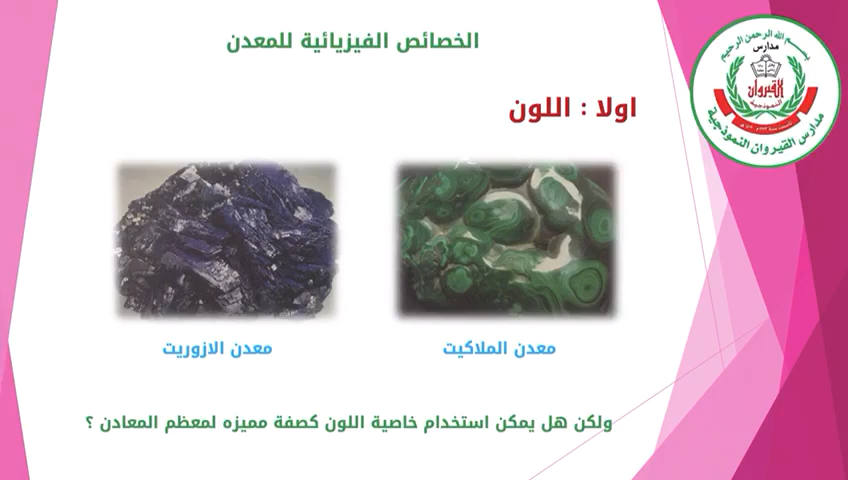 الخصائص الفيزيائية للمعدن
بسم الله الرحمن الرحيم
مدارس
القيروان
النموذجية
مدارس القيروان النموذجية
اولا : اللون
معدن الملاكيت
معدن الازوريت
ولكن هل يمكن استخدام خاصية اللون كصفة مميزه لمعظم المعادن ؟